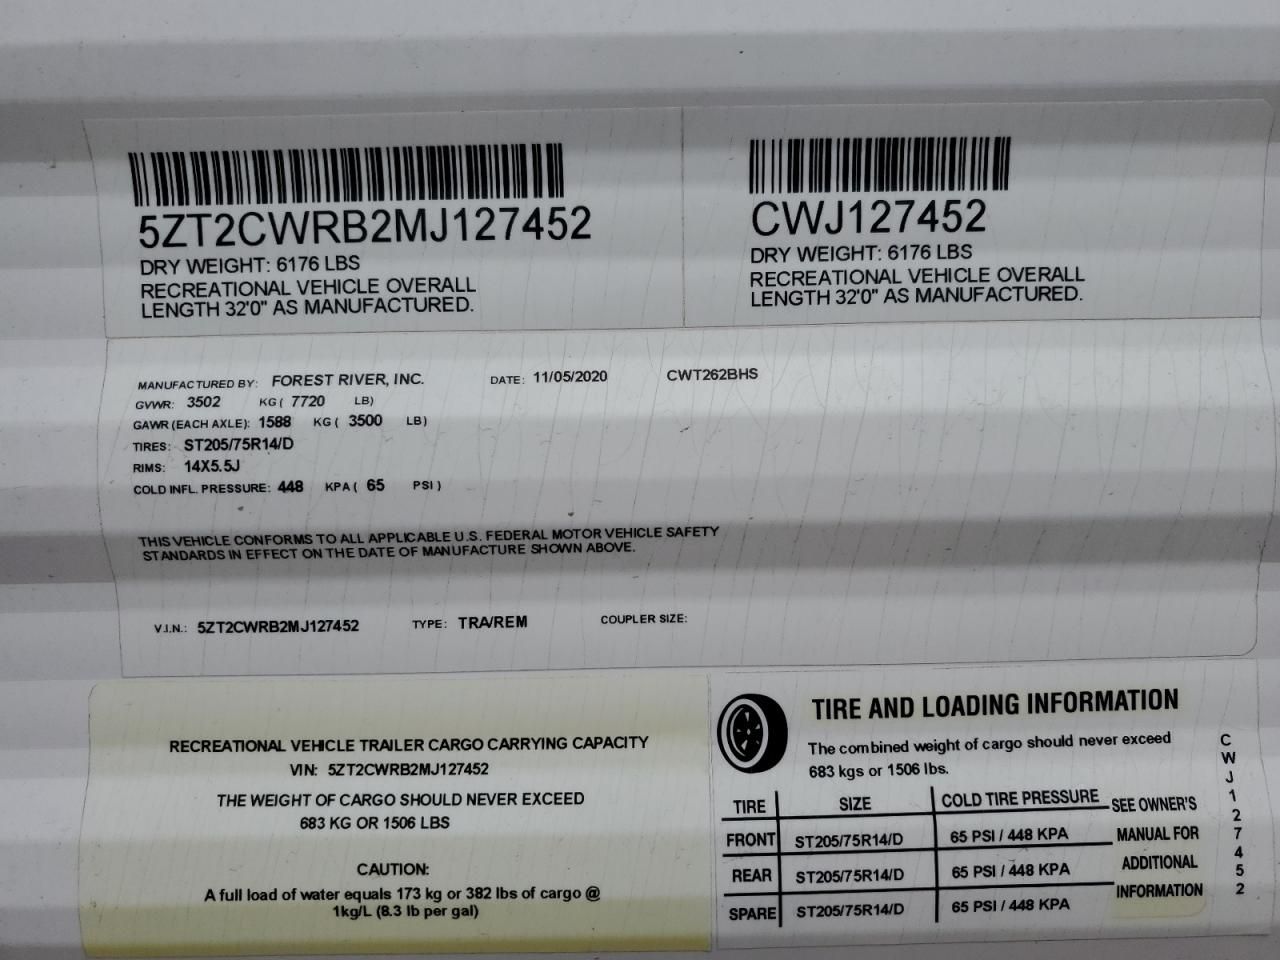 5ZT2CWRB2MJ127452
DRY WEIGHT: 6176 LBS
RECREATIONAL VEHICLE OVERALL
LENGTH 32'0" AS MANUFACTURED.
CWJ127452
DRY WEIGHT: 6176 LBS
RECREATIONAL VEHICLE OVERALL
LENGTH 32'0" AS MANUFACTURED.
MANUFACTURED BY: FOREST RIVER, INC. DATE: 11/05/2020 CWT262BHS
GVWR: 3502 KG ( 7720 LB)
GAWR (EACH AXLE): 1588 KG ( 3500 LB)
TIRES: ST205/75R14/D
RIMS: 14X5.5J
COLD INFL. PRESSURE: 448 KPA ( 65 PSI )
THIS VEHICLE CONFORMS TO ALL APPLICABLE U.S. FEDERAL MOTOR VEHICLE SAFETY
STANDARDS IN EFFECT ON THE DATE OF MANUFACTURE SHOWN ABOVE.
V.I.N.: 5ZT2CWRB2MJ127452 TYPE: TRA/REM COUPLER SIZE:
RECREATIONAL VEHICLE TRAILER CARGO CARRYING CAPACITY
VIN: 5ZT2CWRB2MJ127452
THE WEIGHT OF CARGO SHOULD NEVER EXCEED
683 KG OR 1506 LBS
CAUTION:
A full load of water equals 173 kg or 382 lbs of cargo @
1kg/L (8.3 lb per gal)
TIRE AND LOADING INFORMATION
The combined weight of cargo should never exceed
683 kgs or 1506 lbs.
TIRE SIZE COLD TIRE PRESSURE
FRONT ST205/75R14/D 65 PSI / 448 KPA
REAR ST205/75R14/D 65 PSI / 448 KPA
SPARE ST205/75R14/D 65 PSI / 448 KPA
SEE OWNER'S
MANUAL FOR
ADDITIONAL
INFORMATION
CWJ127452